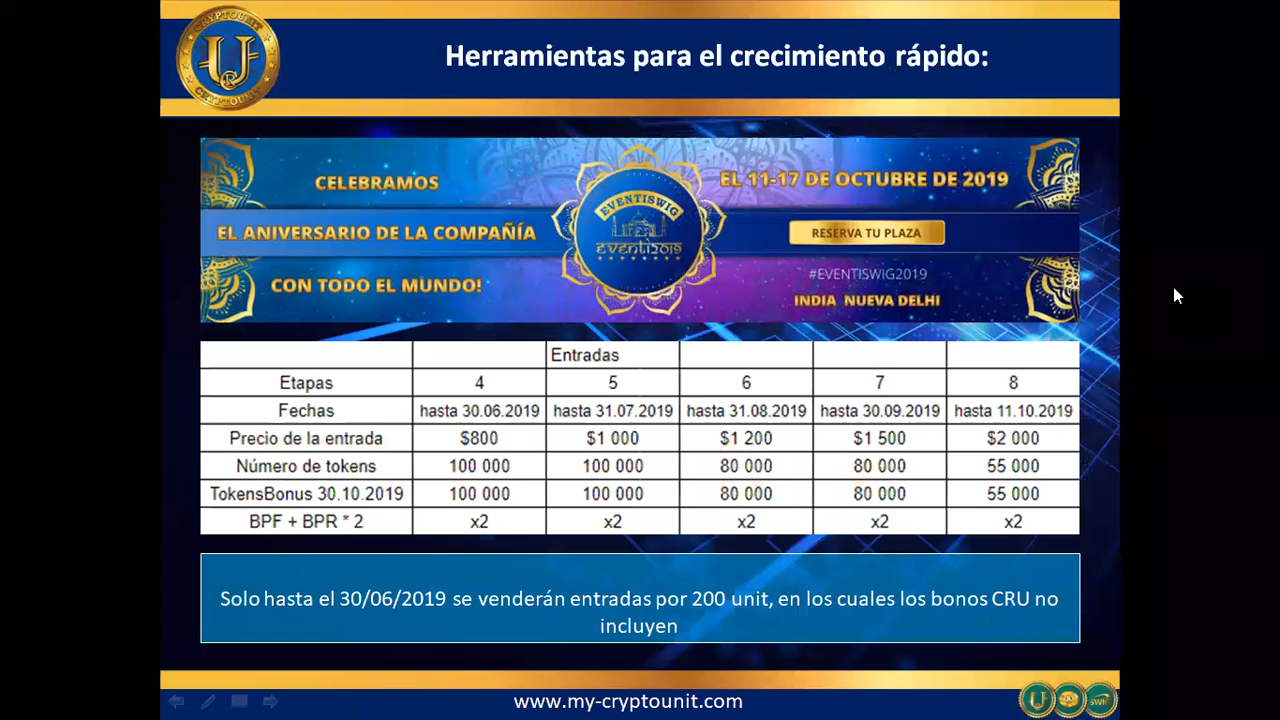 CRYPTOUNIT
CRYPTOUNIT
Herramientas para el crecimiento rápido:
CELEBRAMOS
EL ANIVERSARIO DE LA COMPAÑÍA
CON TODO EL MUNDO!
EVENTISWIG
eventi2019
EL 11-17 DE OCTUBRE DE 2019
RESERVA TU PLAZA
#EVENTISWIG2019
INDIA NUEVA DELHI
Entradas
Etapas 4 5 6 7 8
Fechas hasta 30.06.2019 hasta 31.07.2019 hasta 31.08.2019 hasta 30.09.2019 hasta 11.10.2019
Precio de la entrada $800 $1 000 $1 200 $1 500 $2 000
Número de tokens 100 000 100 000 80 000 80 000 55 000
TokensBonus 30.10.2019 100 000 100 000 80 000 80 000 55 000
BPF + BPR * 2 x2 x2 x2 x2 x2
Solo hasta el 30/06/2019 se venderán entradas por 200 unit, en los cuales los bonos CRU no
incluyen
www.my-cryptounit.com